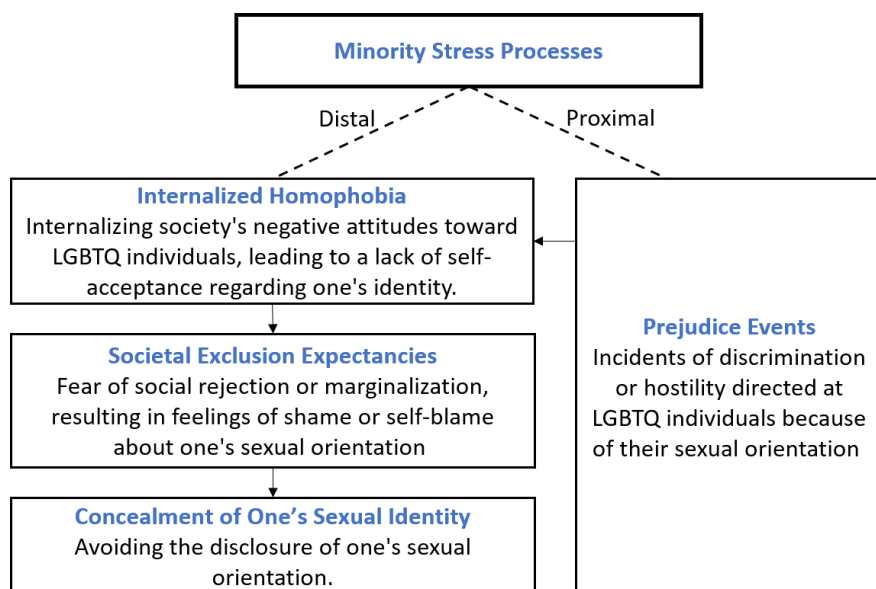 Minority Stress Processes
Distal
Proximal
Internalized Homophobia
Internalizing society's negative attitudes toward
LGBTQ individuals, leading to a lack of self-
acceptance regarding one's identity.
Societal Exclusion Expectancies
Fear of social rejection or marginalization,
resulting in feelings of shame or self-blame
about one's sexual orientation
Concealment of One’s Sexual Identity
Avoiding the disclosure of one's sexual
orientation.
Prejudice Events
Incidents of discrimination
or hostility directed at
LGBTQ individuals because
of their sexual orientation